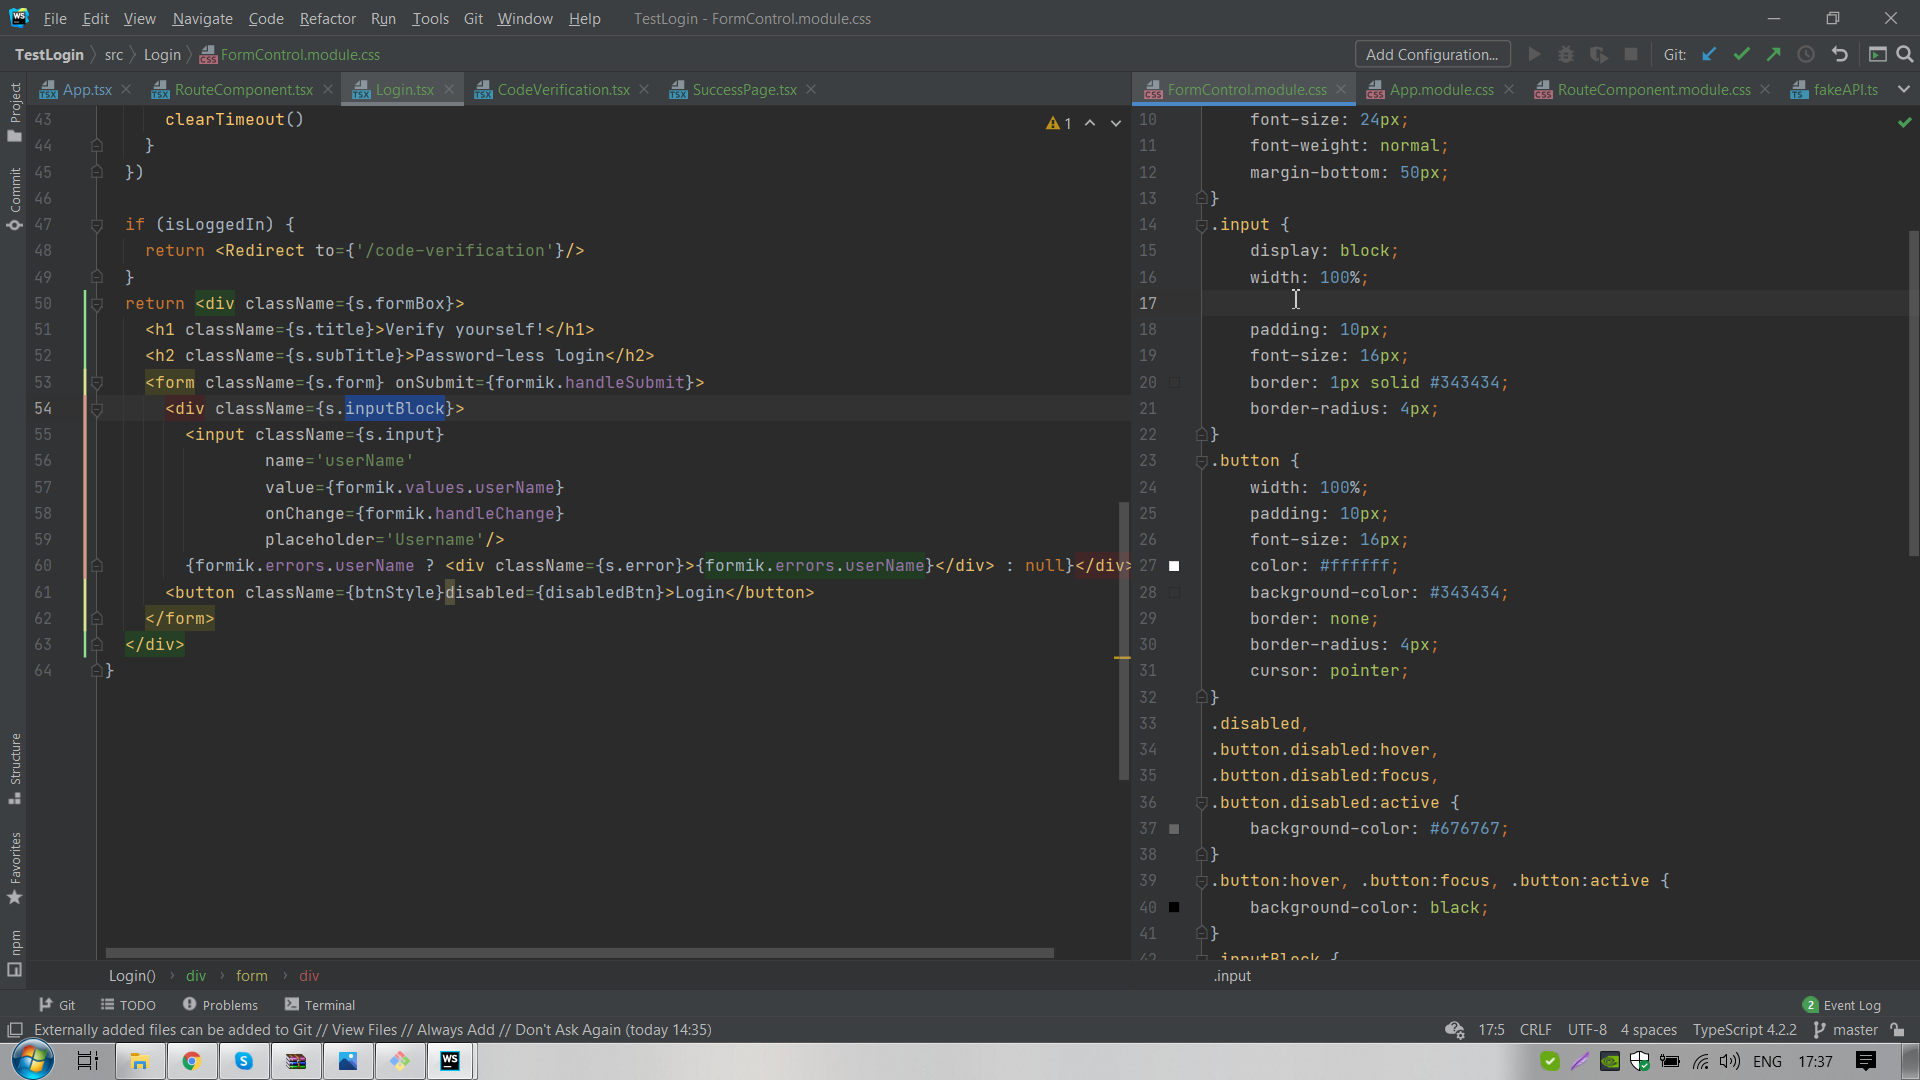 WS File Edit View Navigate Code Refactor Run Tools Git Window Help TestLogin - FormControl.module.css
TestLogin src Login FormControl.module.css Add Configuration... Git:
App.tsx RouteComponent.tsx Login.tsx CodeVerification.tsx SuccessPage.tsx
FormControl.module.css App.module.css RouteComponent.module.css fakeAPI.ts
Project
Commit
Structure
Favorites
npm
1
43 clearTimeout()
44 }
45 })
46
47 if (isLoggedIn) {
48 return <Redirect to={'/code-verification'}/>
49 }
50 return <div className={s.formBox}>
51 <h1 className={s.title}>Verify yourself!</h1>
52 <h2 className={s.subTitle}>Password-less login</h2>
53 <form className={s.form} onSubmit={formik.handleSubmit}>
54 <div className={s.inputBlock}>
55 <input className={s.input}
56 name='userName'
57 value={formik.values.userName}
58 onChange={formik.handleChange}
59 placeholder='Username'/>
60 {formik.errors.userName ? <div className={s.error}>{formik.errors.userName}</div> : null}</div>
61 <button className={btnStyle}disabled={disabledBtn}>Login</button>
62 </form>
63 </div>
64 }
10 font-size: 24px;
11 font-weight: normal;
12 margin-bottom: 50px;
13 }
14 .input {
15 display: block;
16 width: 100%;
17
18 padding: 10px;
19 font-size: 16px;
20 border: 1px solid #343434;
21 border-radius: 4px;
22 }
23 .button {
24 width: 100%;
25 padding: 10px;
26 font-size: 16px;
27 color: #ffffff;
28 background-color: #343434;
29 border: none;
30 border-radius: 4px;
31 cursor: pointer;
32 }
33 .disabled,
34 .button.disabled:hover,
35 .button.disabled:focus,
36 .button.disabled:active {
37 background-color: #676767;
38 }
39 .button:hover, .button:focus, .button:active {
40 background-color: black;
41 }
42 .inputBlock {
Login() div form div
.input
Git TODO Problems Terminal 2 Event Log
Externally added files can be added to Git // View Files // Always Add // Don't Ask Again (today 14:35) 17:5 CRLF UTF-8 4 spaces TypeScript 4.2.2 master
WS ENG 17:37